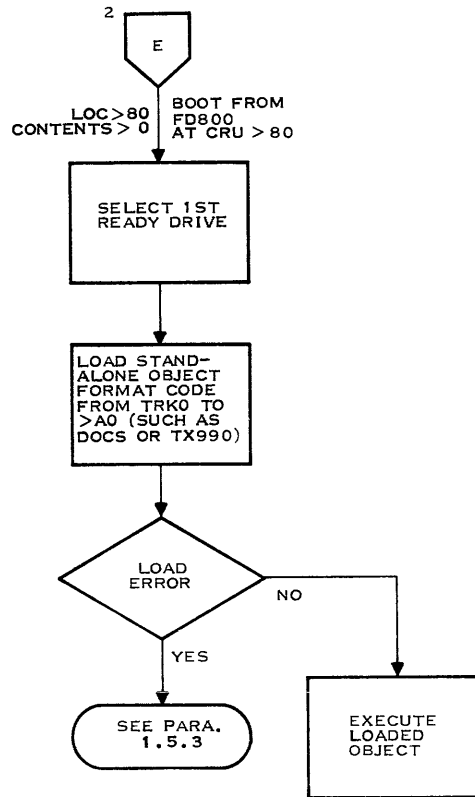 2
E
LOC>80
CONTENTS> 0
BOOT FROM
FD800
AT CRU >80
SELECT 1ST
READY DRIVE
LOAD STAND-
ALONE OBJECT
FORMAT CODE
FROM TRK0 TO
>A0 (SUCH AS
DOCS OR TX990)
LOAD
ERROR
NO
YES
SEE PARA.
1.5.3
EXECUTE
LOADED
OBJECT